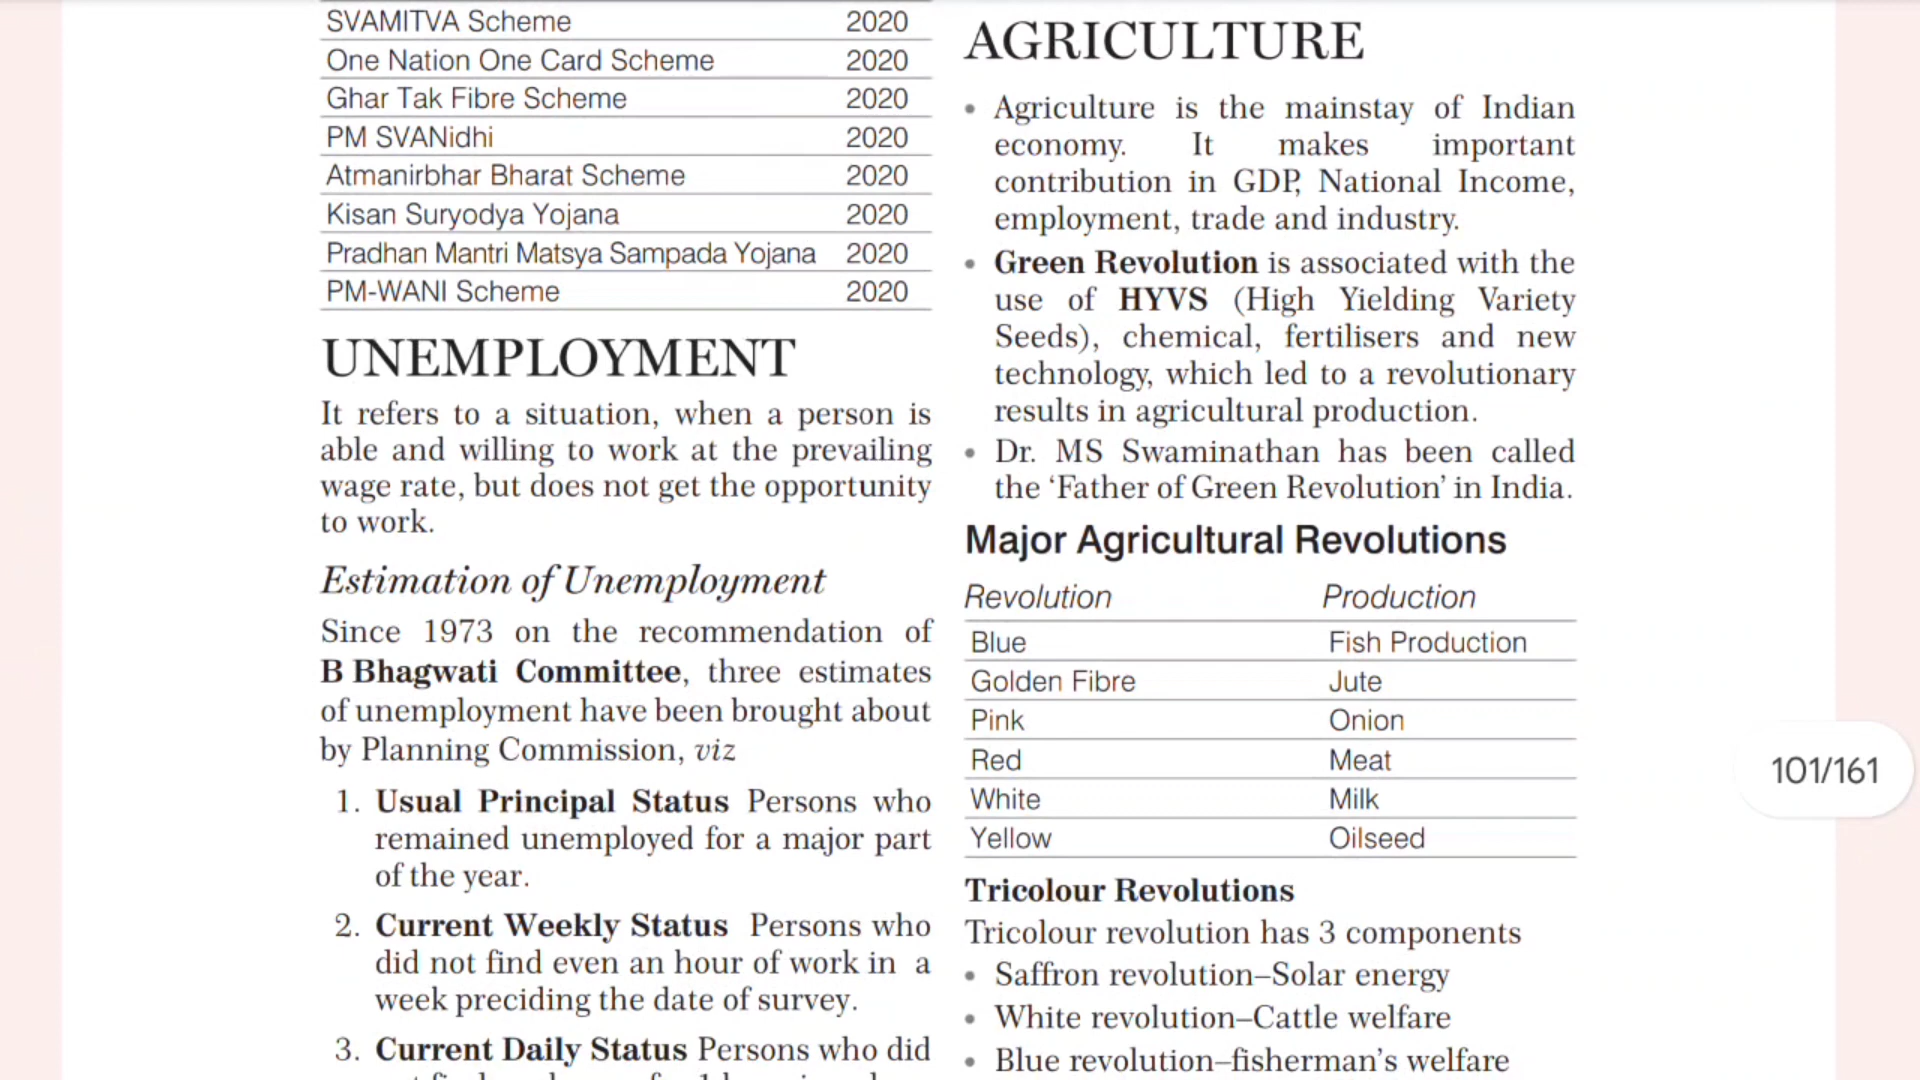 SVAMITVA Scheme 2020
One Nation One Card Scheme 2020
Ghar Tak Fibre Scheme 2020
PM SVANidhi 2020
Atmanirbhar Bharat Scheme 2020
Kisan Suryodya Yojana 2020
Pradhan Mantri Matsya Sampada Yojana 2020
PM-WANI Scheme 2020
UNEMPLOYMENT
It refers to a situation, when a person is
able and willing to work at the prevailing
wage rate, but does not get the opportunity
to work.
Estimation of Unemployment
Since 1973 on the recommendation of
B Bhagwati Committee, three estimates
of unemployment have been brought about
by Planning Commission, viz
1. Usual Principal Status Persons who
remained unemployed for a major part
of the year.
2. Current Weekly Status Persons who
did not find even an hour of work in a
week preciding the date of survey.
3. Current Daily Status Persons who did
AGRICULTURE
• Agriculture is the mainstay of Indian
economy. It makes important
contribution in GDP, National Income,
employment, trade and industry.
• Green Revolution is associated with the
use of HYVS (High Yielding Variety
Seeds), chemical, fertilisers and new
technology, which led to a revolutionary
results in agricultural production.
• Dr. MS Swaminathan has been called
the ‘Father of Green Revolution’ in India.
Major Agricultural Revolutions
Revolution Production
Blue Fish Production
Golden Fibre Jute
Pink Onion
Red Meat
White Milk
Yellow Oilseed
Tricolour Revolutions
Tricolour revolution has 3 components
• Saffron revolution–Solar energy
• White revolution–Cattle welfare
• Blue revolution–fisherman’s welfare
101/161